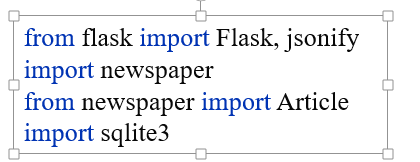 from flask import Flask, jsonify
import newspaper
from newspaper import Article
import sqlite3